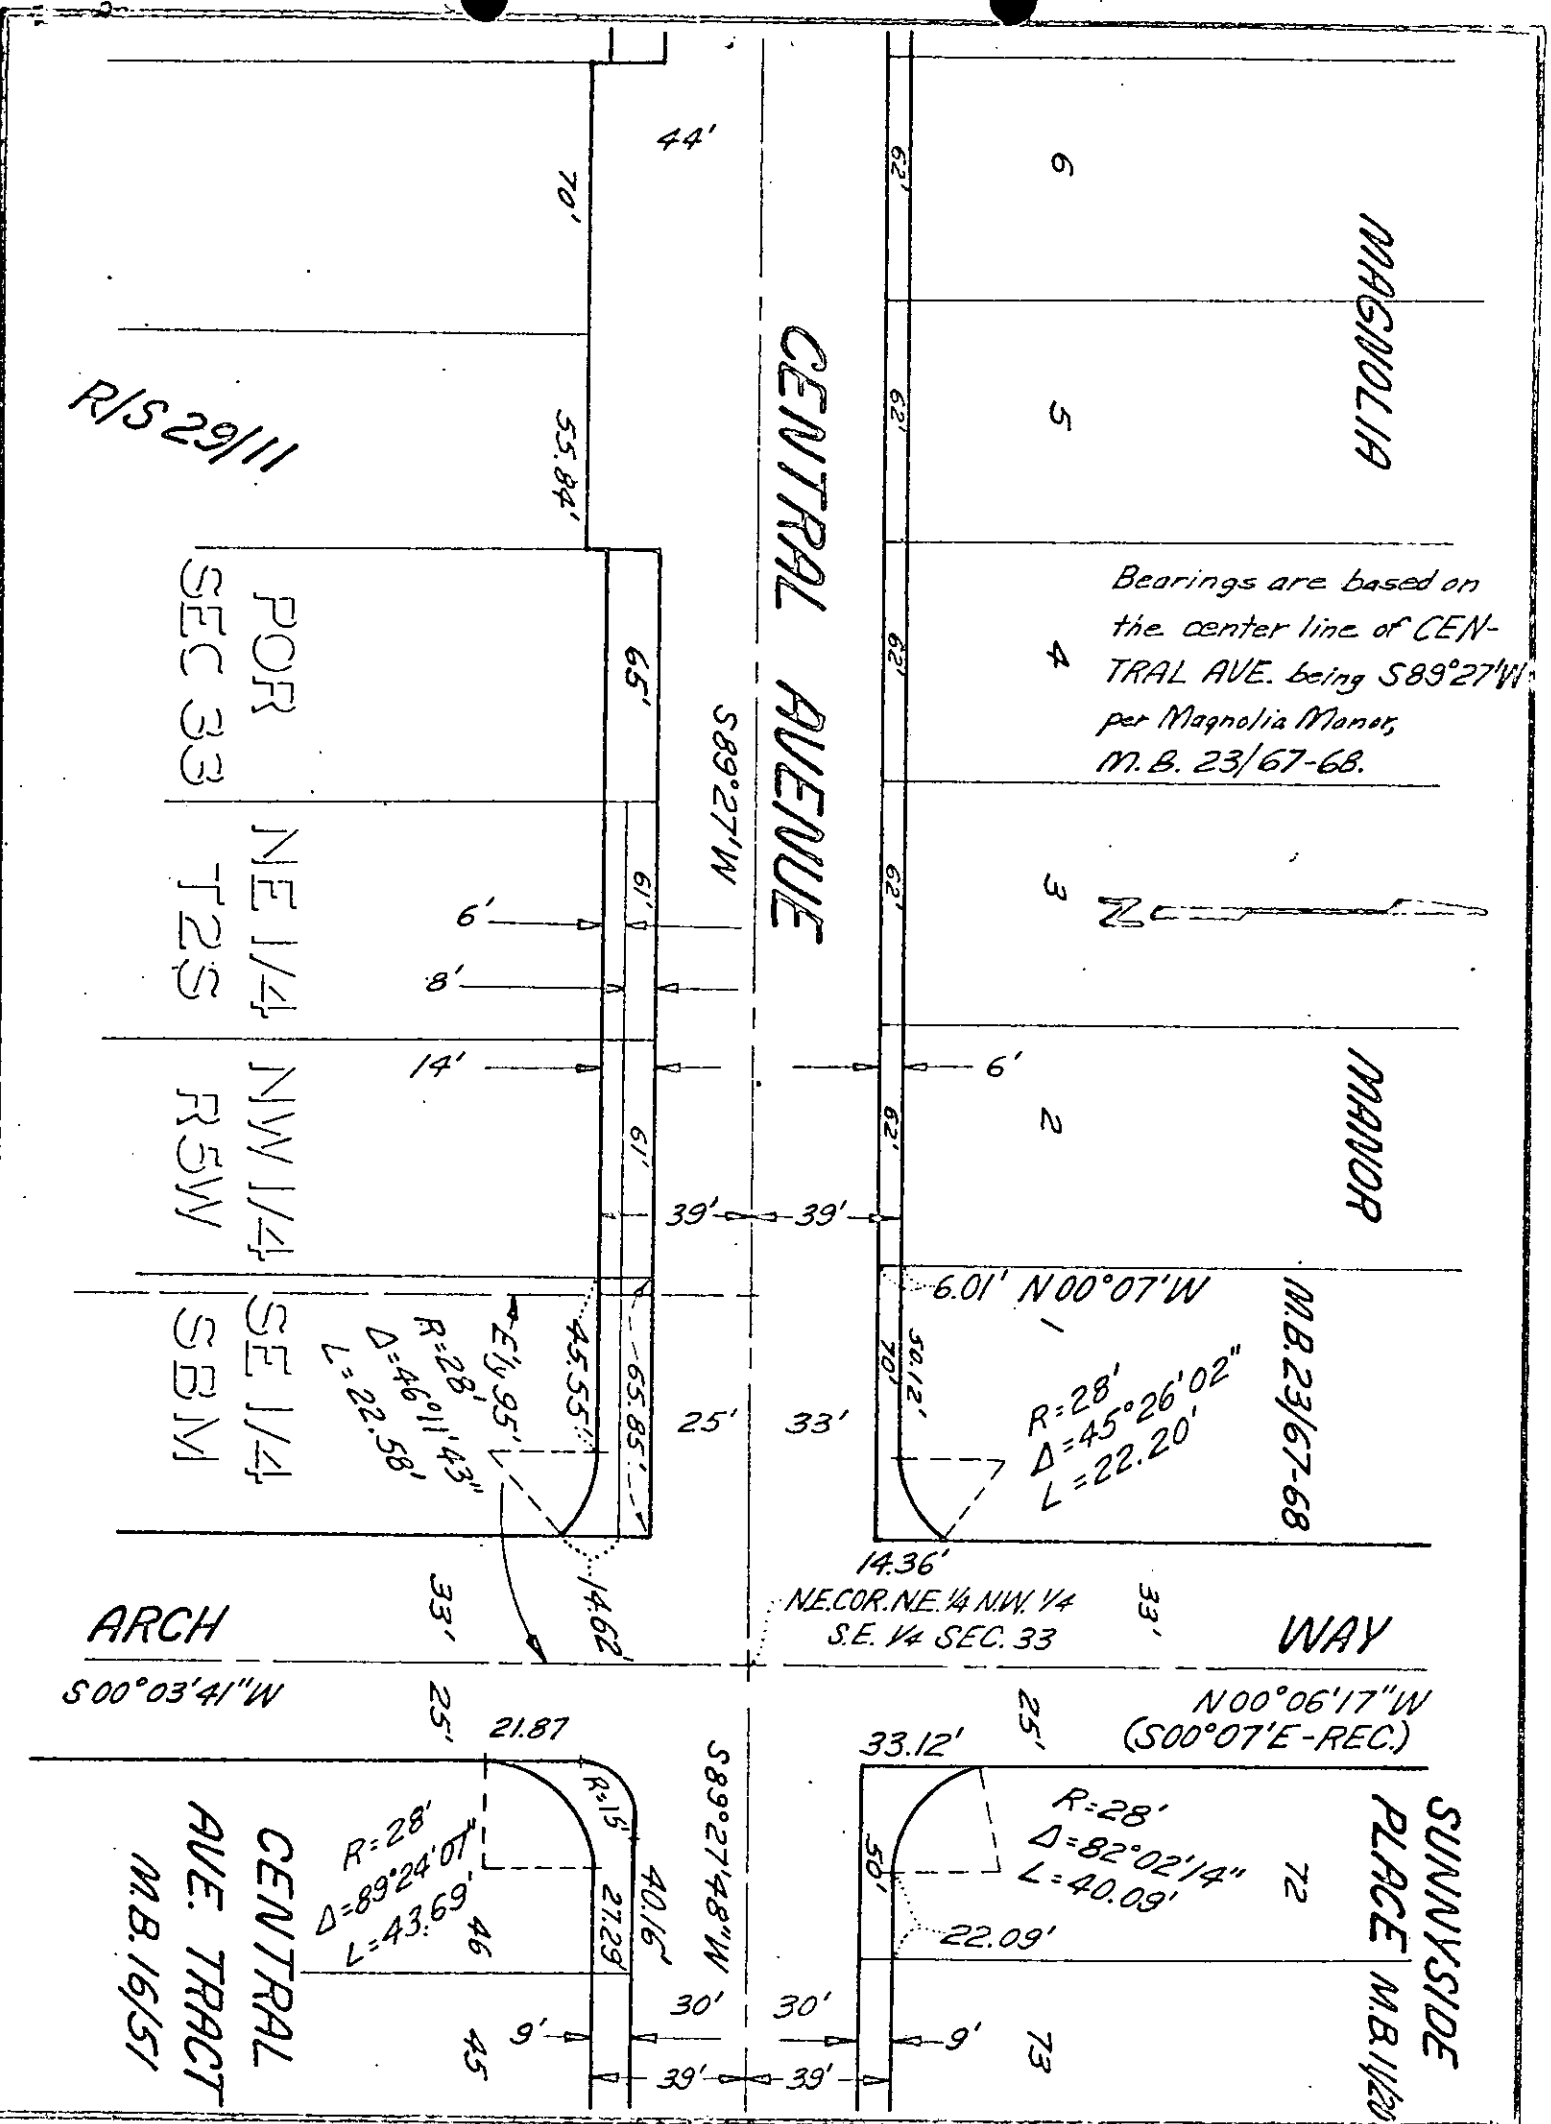 MAGNOLIA
MANOR
M.B. 23/67-68
6
5
4
3
2
1
62'
62'
62'
62'
62'
Bearings are based on
the center line of CEN-
TRAL AVE. being S89°27'W
per Magnolia Manor,
M.B. 23/67-68.
N
44'
70'
55.84'
R/S 29/11
CENTRAL AVENUE
S89°27'W
65'
61'
61'
6'
8'
14'
6'
39'
39'
POR NE 1/4 NW 1/4 SE 1/4
SEC 33 T2S R5W SBM
6.01' N00°07'W
50.12'
70'
R=28'
Δ=45°26'02"
L=22.20'
E'ly 95'
45.55'
65.85'
R=28'
Δ=46°11'43"
L=22.58'
25'
33'
14.36'
14.62'
N.E. COR. N.E. 1/4 N.W. 1/4
S.E. 1/4 SEC. 33
33'
33'
ARCH WAY
S00°03'41"W
N00°06'17"W
(S00°07'E-REC.)
25'
25'
21.87
33.12'
S89°27'48"W
R=15'
R=28'
Δ=89°24'07"
L=43.69'
40.16'
27.29'
46
45
R=28'
Δ=82°02'14"
L=40.09'
50'
22.09'
72
73
30'
30'
9'
9'
39'
39'
CENTRAL
AVE. TRACT
M.B. 16/51
SUNNYSIDE
PLACE M.B. 11/20